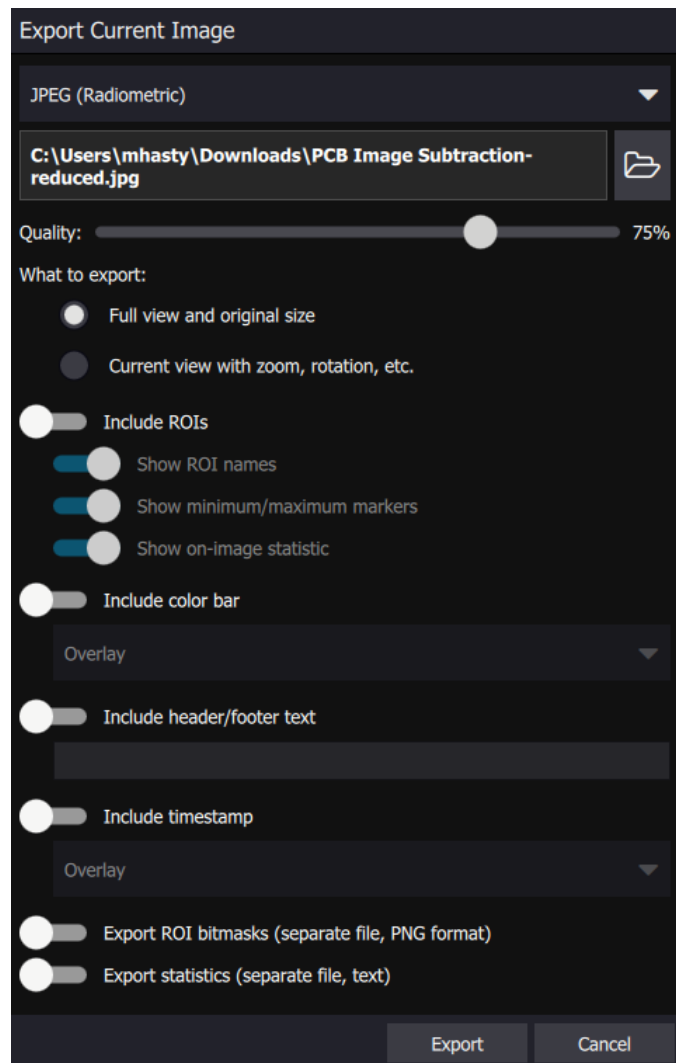 Export Current Image
JPEG (Radiometric)
C:\Users\mhasty\Downloads\PCB Image Subtraction-
reduced.jpg
Quality: 75%
What to export:
Full view and original size
Current view with zoom, rotation, etc.
Include ROIs
Show ROI names
Show minimum/maximum markers
Show on-image statistic
Include color bar
Overlay
Include header/footer text
Include timestamp
Overlay
Export ROI bitmasks (separate file, PNG format)
Export statistics (separate file, text)
Export Cancel